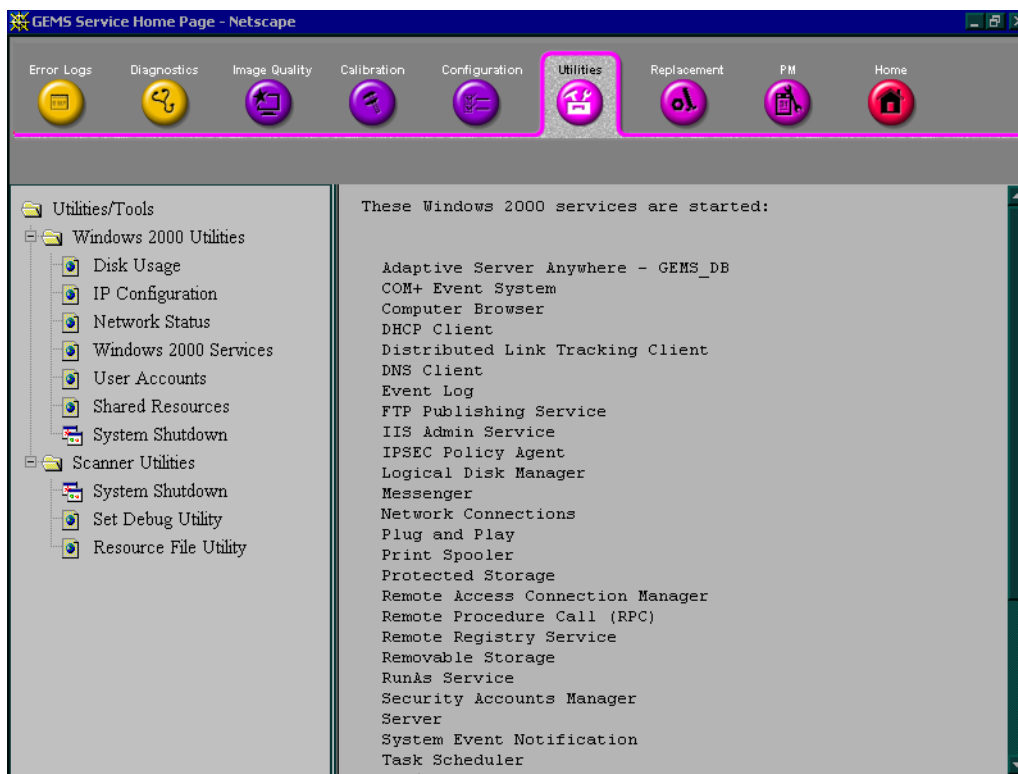 GEMS Service Home Page - Netscape
Error Logs
Diagnostics
Image Quality
Calibration
Configuration
Utilities
Replacement
PM
Home
Utilities/Tools
Windows 2000 Utilities
Disk Usage
IP Configuration
Network Status
Windows 2000 Services
User Accounts
Shared Resources
System Shutdown
Scanner Utilities
System Shutdown
Set Debug Utility
Resource File Utility
These Windows 2000 services are started:
Adaptive Server Anywhere - GEMS_DB
COM+ Event System
Computer Browser
DHCP Client
Distributed Link Tracking Client
DNS Client
Event Log
FTP Publishing Service
IIS Admin Service
IPSEC Policy Agent
Logical Disk Manager
Messenger
Network Connections
Plug and Play
Print Spooler
Protected Storage
Remote Access Connection Manager
Remote Procedure Call (RPC)
Remote Registry Service
Removable Storage
RunAs Service
Security Accounts Manager
Server
System Event Notification
Task Scheduler